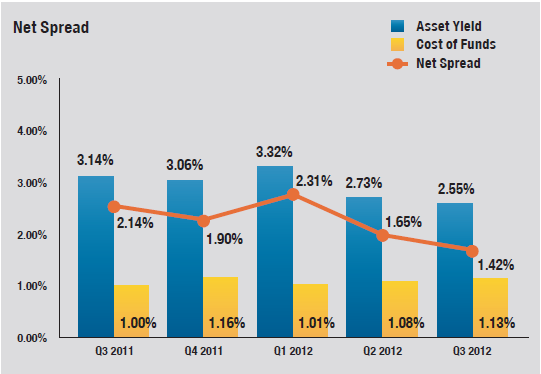 Net Spread
Asset Yield
Cost of Funds
Net Spread
5.00%
4.00%
3.00%
2.00%
1.00%
0.00%
3.14%
2.14%
1.00%
3.06%
1.90%
1.16%
3.32%
2.31%
1.01%
2.73%
1.65%
1.08%
2.55%
1.42%
1.13%
Q3 2011
Q4 2011
Q1 2012
Q2 2012
Q3 2012